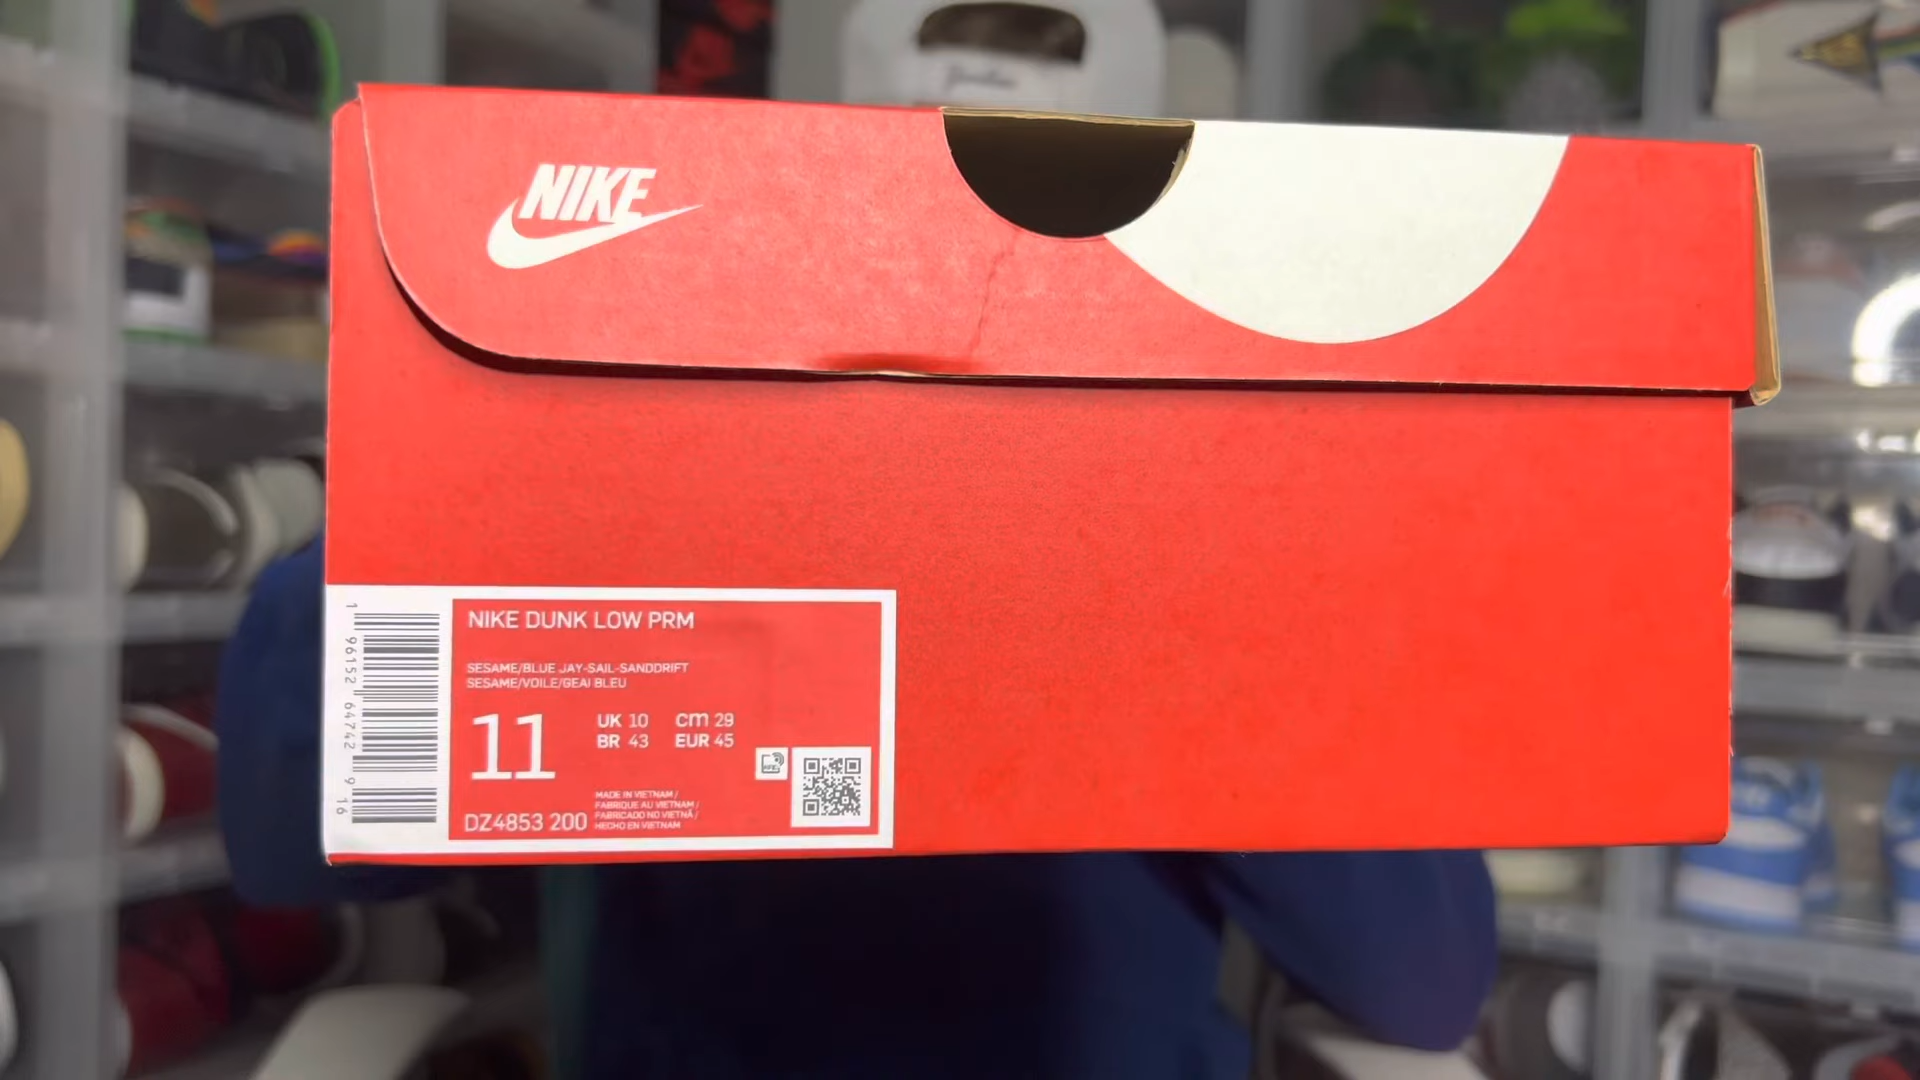 NIKE
NIKE DUNK LOW PRM
SESAME/BLUE JAY-SAIL-SANDDRIFT
SESAME/VOILE/GEAI BLEU
11
UK 10 cm 29
BR 43 EUR 45
MADE IN VIETNAM /
FABRIQUE AU VIETNAM /
FABRICADO NO VIETNÃ /
HECHO EN VIETNAM
DZ4853 200
1 96152 64742 9 16